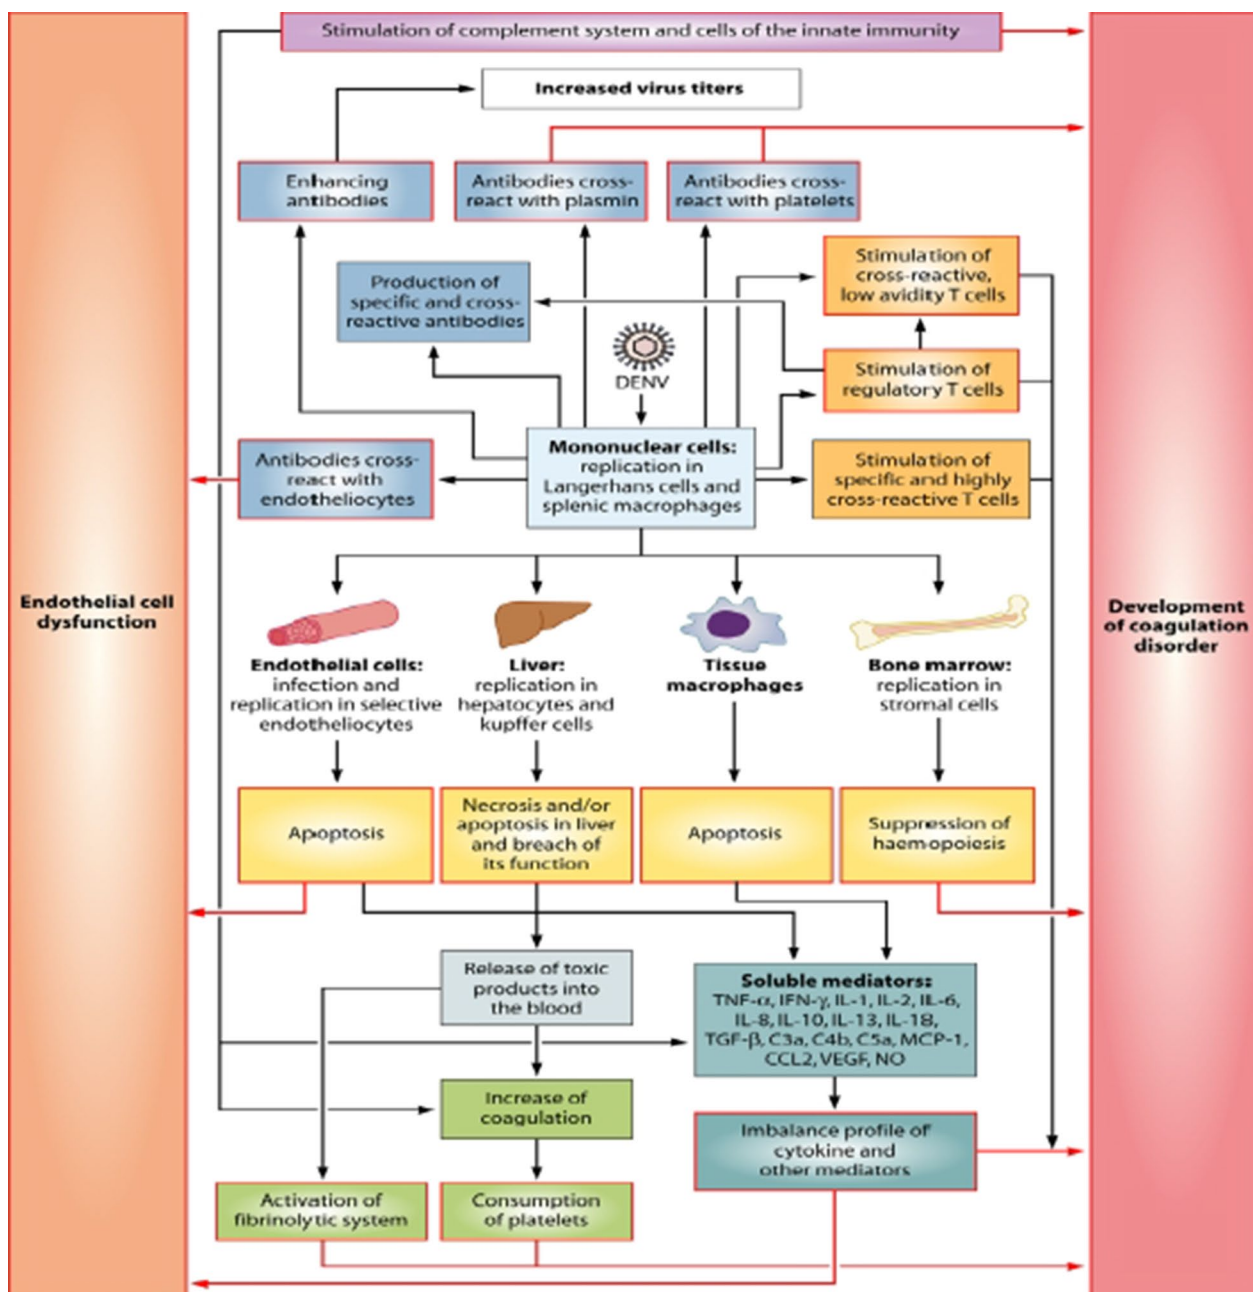 Stimulation of complement system and cells of the innate immunity
Increased virus titers
Enhancing
antibodies
Antibodies cross-
react with plasmin
Antibodies cross-
react with platelets
Production of
specific and cross-
reactive antibodies
Stimulation of
cross-reactive,
low avidity T cells
DENV
Stimulation of
regulatory T cells
Antibodies cross-
react with
endotheliocytes
Mononuclear cells:
replication in
Langerhans cells and
splenic macrophages
Stimulation of
specific and highly
cross-reactive T cells
Endothelial cell
dysfunction
Development
of coagulation
disorder
Endothelial cells:
infection and
replication in selective
endotheliocytes
Liver:
replication in
hepatocytes and
kupffer cells
Tissue
macrophages
Bone marrow:
replication in
stromal cells
Apoptosis
Necrosis and/or
apoptosis in liver
and breach of
its function
Apoptosis
Suppression of
haemopoiesis
Release of toxic
products into
the blood
Soluble mediators:
TNF-α, IFN-γ, IL-1, IL-2, IL-6,
IL-8, IL-10, IL-13, IL-18,
TGF-β, C3a, C4b, C5a, MCP-1,
CCL2, VEGF, NO
Increase of
coagulation
Imbalance profile of
cytokine and
other mediators
Activation of
fibrinolytic system
Consumption
of platelets